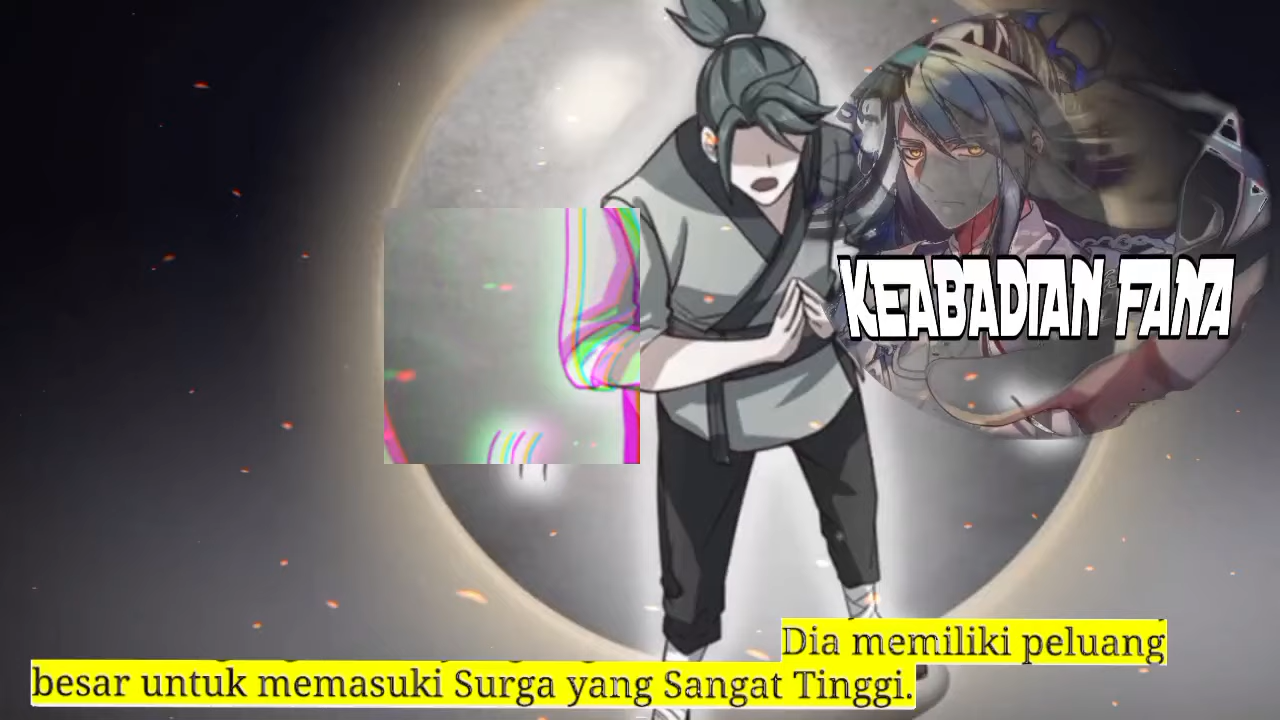 KEABADIAN FANA
Dia memiliki peluang
besar untuk memasuki Surga yang Sangat Tinggi.